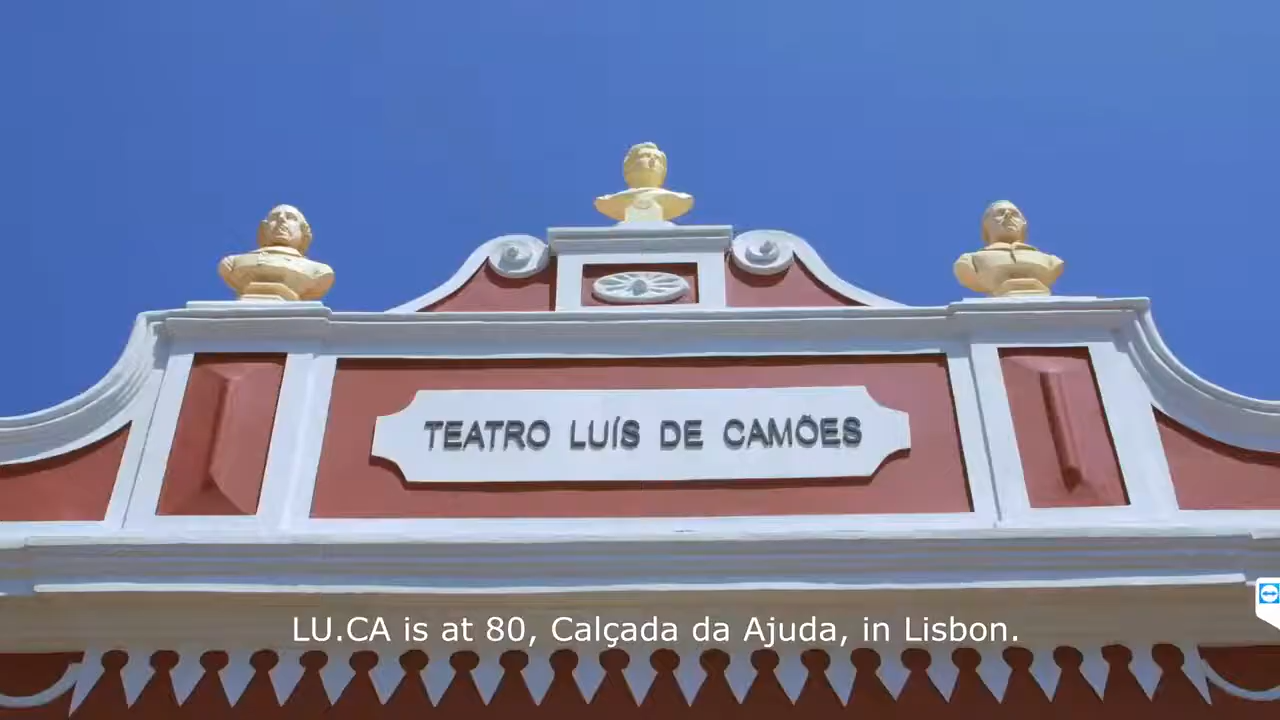 TEATRO LUÍS DE CAMÕES
LU.CA is at 80, Calçada da Ajuda, in Lisbon.